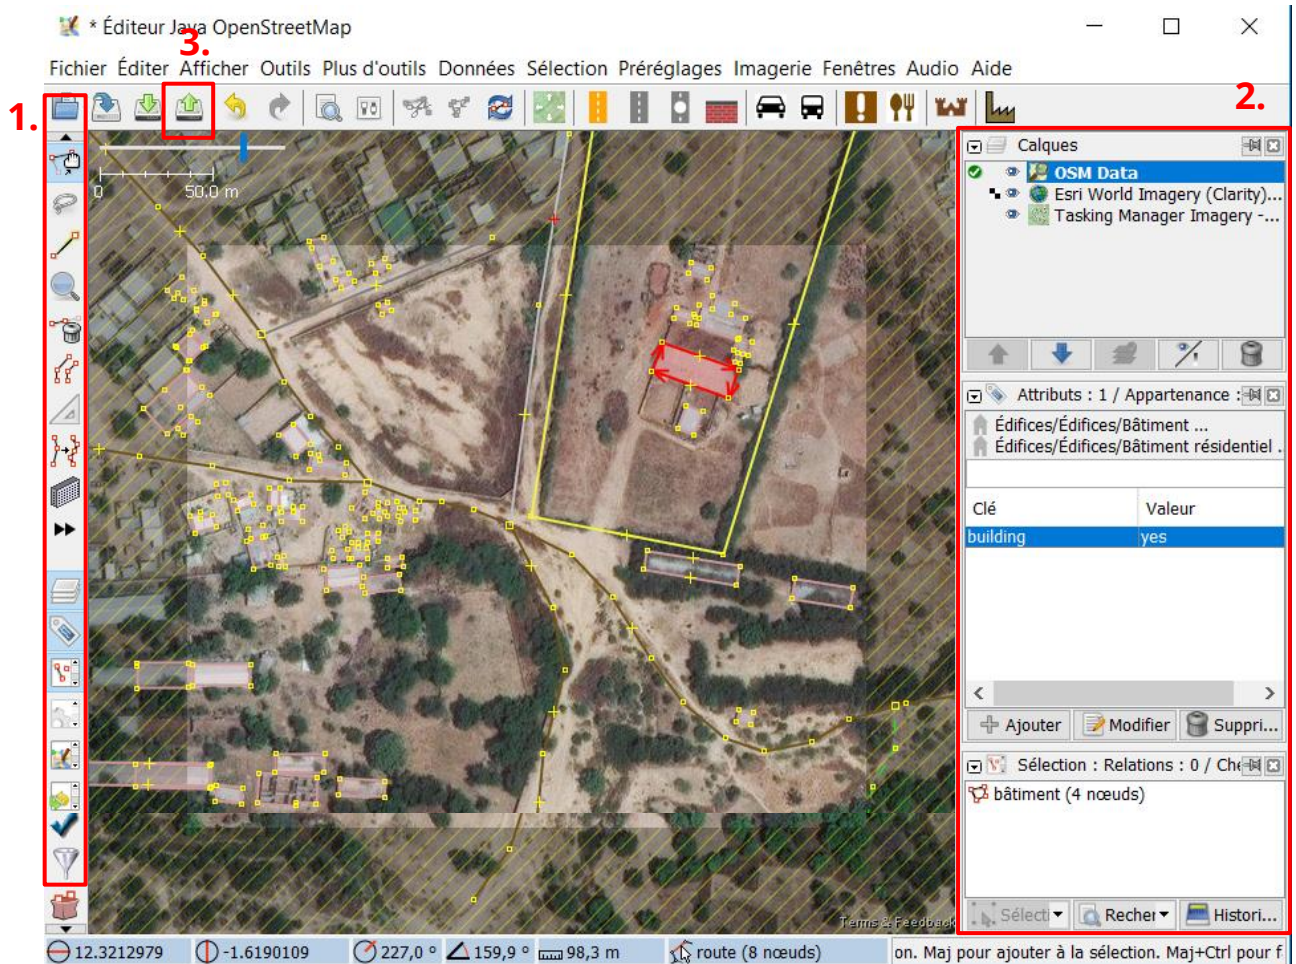 * Éditeur Java OpenStreetMap
3.
Fichier Éditer Afficher Outils Plus d'outils Données Sélection Préréglages Imagerie Fenêtres Audio Aide
1.
2.
0 50,0 m
Calques
OSM Data
Esri World Imagery (Clarity)...
Tasking Manager Imagery -...
Attributs : 1 / Appartenance :
Édifices/Édifices/Bâtiment ...
Édifices/Édifices/Bâtiment résidentiel .
Clé Valeur
building yes
Ajouter Modifier Suppri...
Sélection : Relations : 0 / Che
bâtiment (4 nœuds)
Sélecti Recher Histori...
Terms & Feedback
12.3212979 -1.6190109 227,0 ° 159,9 ° 98,3 m route (8 nœuds) on. Maj pour ajouter à la sélection. Maj+Ctrl pour f